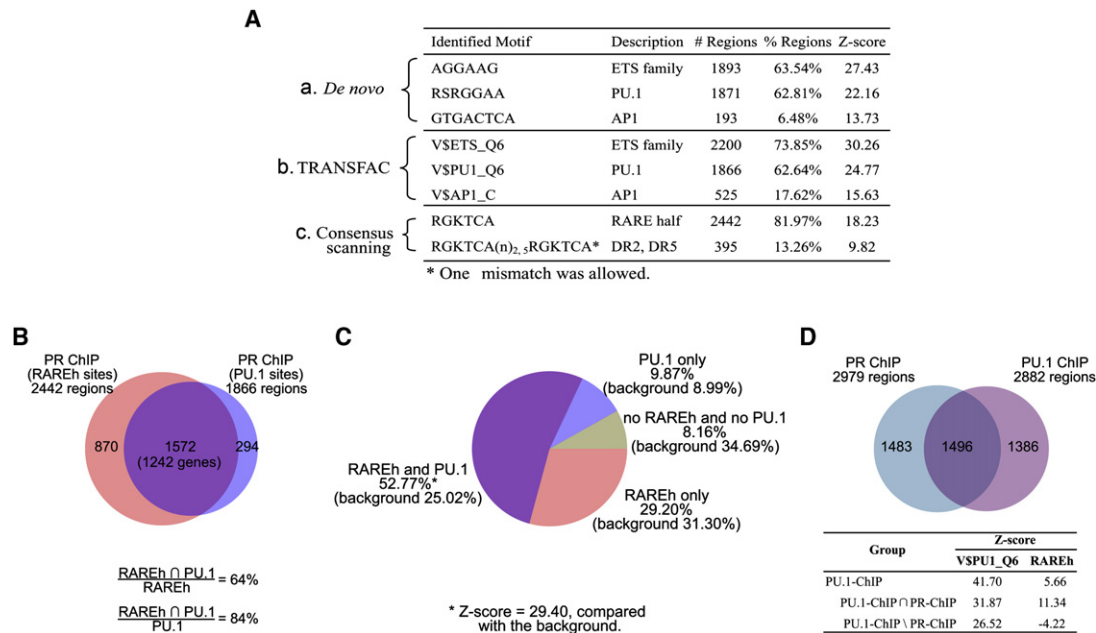 A
Identified Motif Description # Regions % Regions Z-score
a. De novo
AGGAAG ETS family 1893 63.54% 27.43
RSRGGAA PU.1 1871 62.81% 22.16
GTGACTCA AP1 193 6.48% 13.73
b. TRANSFAC
V$ETS_Q6 ETS family 2200 73.85% 30.26
V$PU1_Q6 PU.1 1866 62.64% 24.77
V$AP1_C AP1 525 17.62% 15.63
c. Consensus
scanning
RGKTCA RARE half 2442 81.97% 18.23
RGKTCA(n)2, 5RGKTCA* DR2, DR5 395 13.26% 9.82
* One mismatch was allowed.
B
PR ChIP
(RAREh sites)
2442 regions
PR ChIP
(PU.1 sites)
1866 regions
870
1572
(1242 genes)
294
RAREh ∩ PU.1
RAREh
= 64%
RAREh ∩ PU.1
PU.1
= 84%
C
PU.1 only
9.87%
(background 8.99%)
no RAREh and no PU.1
8.16%
(background 34.69%)
RAREh and PU.1
52.77%*
(background 25.02%)
RAREh only
29.20%
(background 31.30%)
* Z-score = 29.40, compared
with the background.
D
PR ChIP
2979 regions
PU.1 ChIP
2882 regions
1483
1496
1386
Group
Z-score
V$PU1_Q6 RAREh
PU.1-ChIP 41.70 5.66
PU.1-ChIP∩PR-ChIP 31.87 11.34
PU.1-ChIP \ PR-ChIP 26.52 -4.22